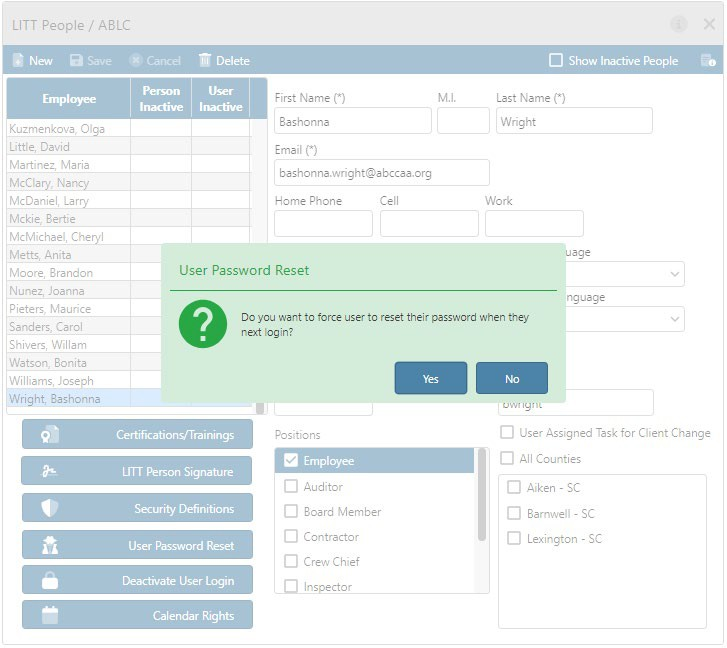 LITT People / ABLC
New Save Cancel Delete Show Inactive People
Employee Person Inactive User Inactive
Kuzmenkova, Olga
Little, David
Martinez, Maria
McClary, Nancy
McDaniel, Larry
Mckie, Bertie
McMichael, Cheryl
Metts, Anita
Moore, Brandon
Nunez, Joanna
Pieters, Maurice
Sanders, Carol
Shivers, Willam
Watson, Bonita
Williams, Joseph
Wright, Bashonna
Certifications/Trainings
LITT Person Signature
Security Definitions
User Password Reset
Deactivate User Login
Calendar Rights
First Name (*) M.I. Last Name (*)
Bashonna Wright
Email (*)
bashonna.wright@abccaa.org
Home Phone Cell Work
User Password Reset
?
Do you want to force user to reset their password when they
next login?
Yes No
bwright
Positions
Employee
Auditor
Board Member
Contractor
Crew Chief
Inspector
User Assigned Task for Client Change
All Counties
Aiken - SC
Barnwell - SC
Lexington - SC